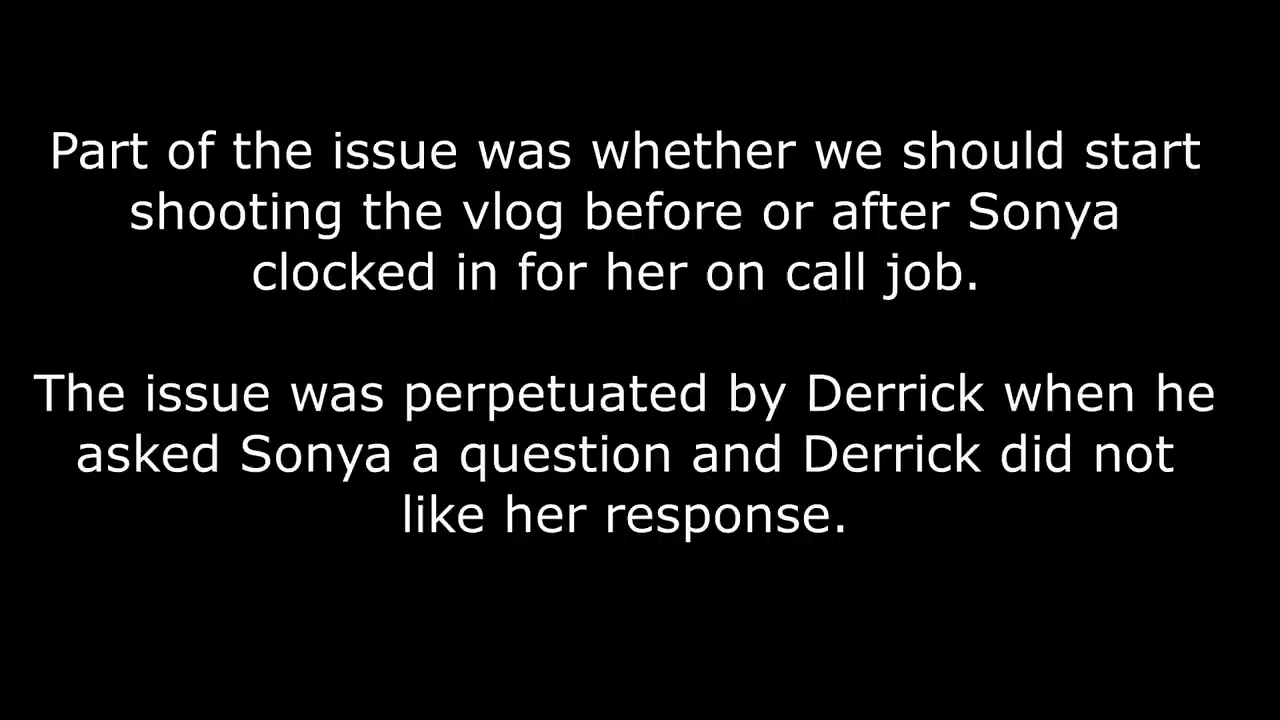 Part of the issue was whether we should start
shooting the vlog before or after Sonya
clocked in for her on call job.
The issue was perpetuated by Derrick when he
asked Sonya a question and Derrick did not
like her response.